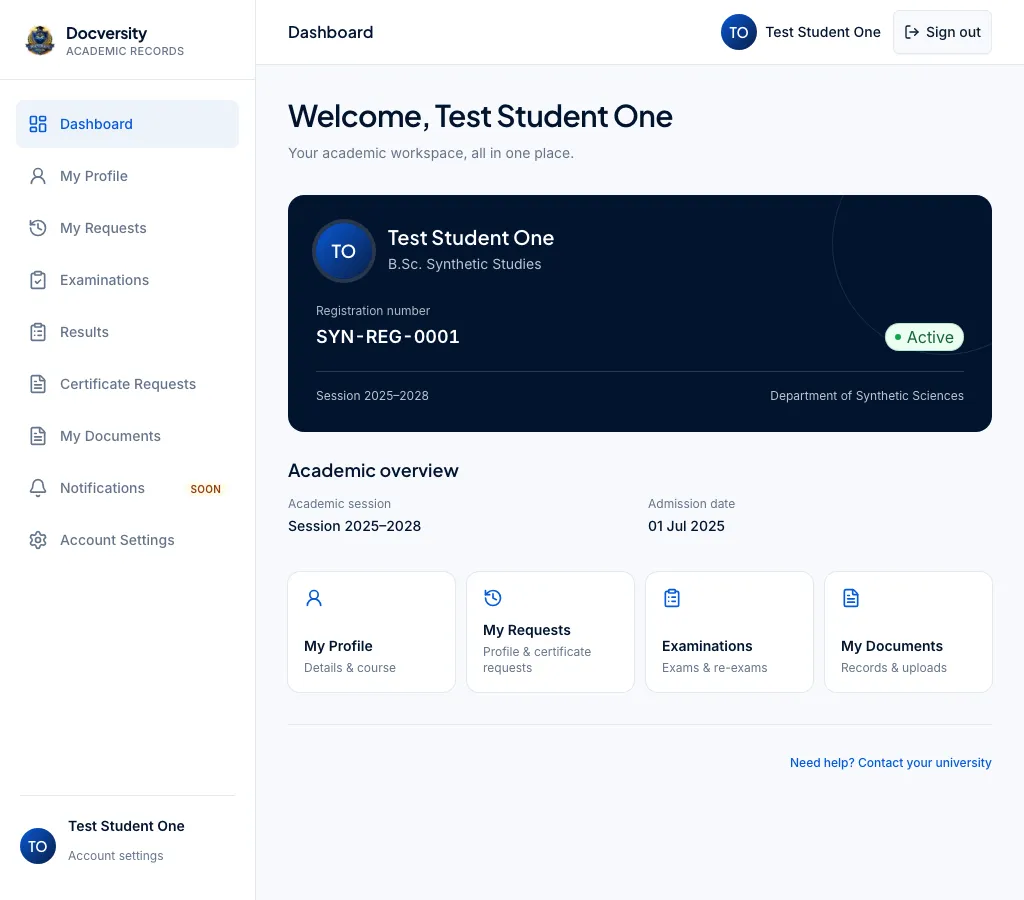 Docversity
ACADEMIC RECORDS
Dashboard
My Profile
My Requests
Examinations
Results
Certificate Requests
My Documents
Notifications SOON
Account Settings
TO
Test Student One
Account settings
Dashboard
TO Test Student One
Sign out
Welcome, Test Student One
Your academic workspace, all in one place.
TO
Test Student One
B.Sc. Synthetic Studies
Registration number
SYN-REG-0001
Active
Session 2025–2028
Department of Synthetic Sciences
Academic overview
Academic session
Session 2025–2028
Admission date
01 Jul 2025
My Profile
Details & course
My Requests
Profile & certificate
requests
Examinations
Exams & re-exams
My Documents
Records & uploads
Need help? Contact your university